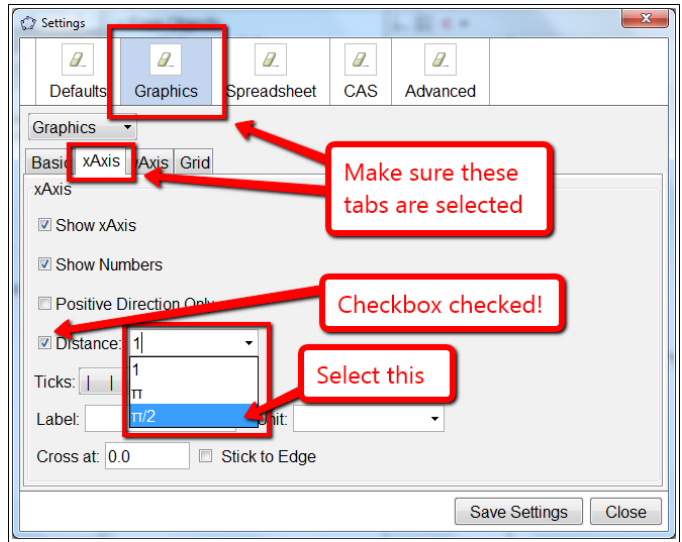 Settings
Defaults Graphics Spreadsheet CAS Advanced
Graphics
Basic xAxis yAxis Grid
Make sure these
tabs are selected
xAxis
Show xAxis
Show Numbers
Positive Direction Only
Checkbox checked!
Distance: 1
1
π
π/2
Select this
Ticks:
Label: Unit:
Cross at: 0.0 Stick to Edge
Save Settings Close